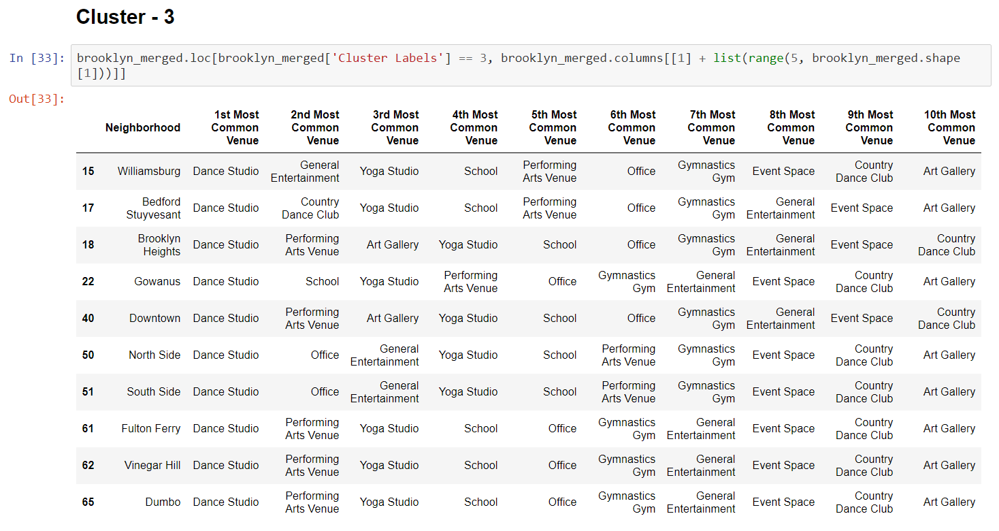 Cluster - 3
In [33]: brooklyn_merged.loc[brooklyn_merged['Cluster Labels'] == 3, brooklyn_merged.columns[[1] + list(range(5, brooklyn_merged.shape
[1]))]]
Out[33]:
Neighborhood 1st Most Common Venue 2nd Most Common Venue 3rd Most Common Venue 4th Most Common Venue 5th Most Common Venue 6th Most Common Venue 7th Most Common Venue 8th Most Common Venue 9th Most Common Venue 10th Most Common Venue
15 Williamsburg Dance Studio General Entertainment Yoga Studio School Performing Arts Venue Office Gymnastics Gym Event Space Country Dance Club Art Gallery
17 Bedford Stuyvesant Dance Studio Country Dance Club Yoga Studio School Performing Arts Venue Office Gymnastics Gym General Entertainment Event Space Art Gallery
18 Brooklyn Heights Dance Studio Performing Arts Venue Art Gallery Yoga Studio School Office Gymnastics Gym General Entertainment Event Space Country Dance Club
22 Gowanus Dance Studio School Yoga Studio Performing Arts Venue Office Gymnastics Gym General Entertainment Event Space Country Dance Club Art Gallery
40 Downtown Dance Studio Performing Arts Venue Art Gallery Yoga Studio School Office Gymnastics Gym General Entertainment Event Space Country Dance Club
50 North Side Dance Studio Office General Entertainment Yoga Studio School Performing Arts Venue Gymnastics Gym Event Space Country Dance Club Art Gallery
51 South Side Dance Studio Office General Entertainment Yoga Studio School Performing Arts Venue Gymnastics Gym Event Space Country Dance Club Art Gallery
61 Fulton Ferry Dance Studio Performing Arts Venue Yoga Studio School Office Gymnastics Gym General Entertainment Event Space Country Dance Club Art Gallery
62 Vinegar Hill Dance Studio Performing Arts Venue Yoga Studio School Office Gymnastics Gym General Entertainment Event Space Country Dance Club Art Gallery
65 Dumbo Dance Studio Performing Arts Venue Yoga Studio School Office Gymnastics Gym General Entertainment Event Space Country Dance Club Art Gallery